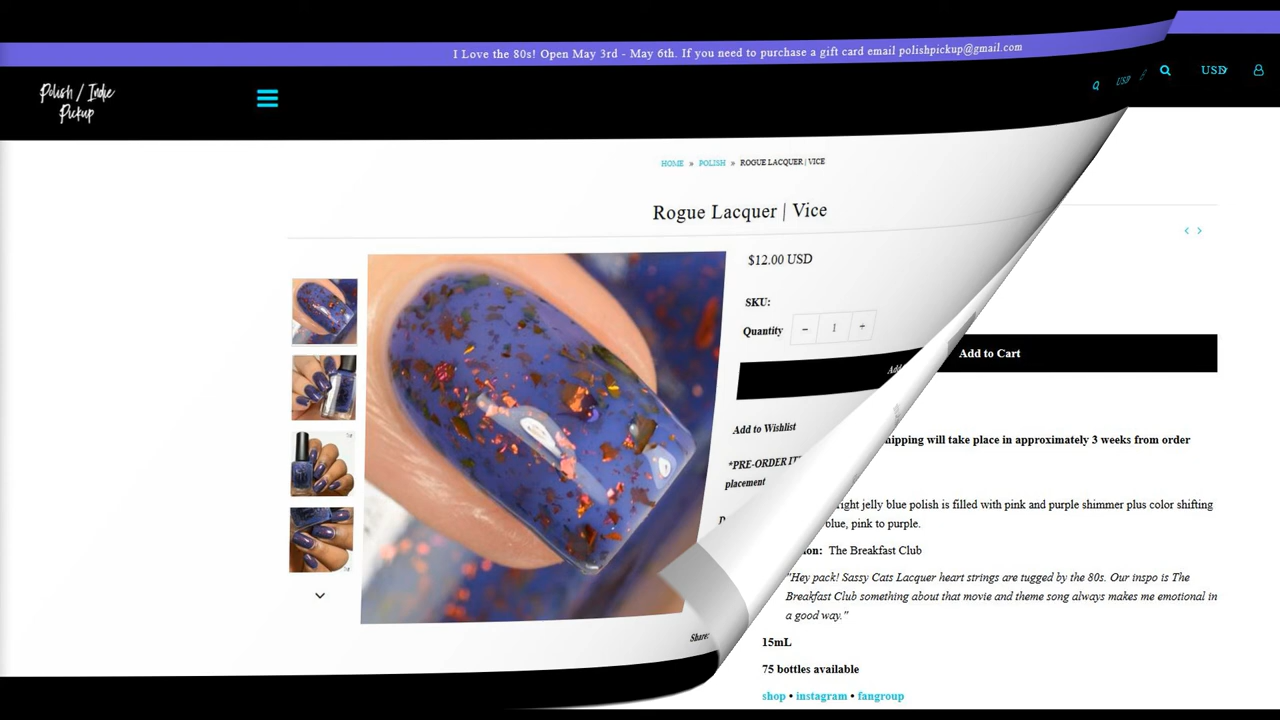 I Love the 80s! Open May 3rd - May 6th. If you need to purchase a gift card email polishpickup@gmail.com
Polish / Indie
Pickup
USD
USD
HOME » POLISH » ROGUE LACQUER | VICE
Rogue Lacquer | Vice
$12.00 USD
SKU:
Quantity
− 1 +
Add to Cart
Add to Wishlist
*PRE-ORDER
placement
hipping will take place in approximately 3 weeks from order
right jelly blue polish is filled with pink and purple shimmer plus color shifting
blue, pink to purple.
The Breakfast Club
"Hey pack! Sassy Cats Lacquer heart strings are tugged by the 80s. Our inspo is The
Breakfast Club something about that movie and theme song always makes me emotional in
a good way."
Share:
15mL
75 bottles available
shop • instagram • fangroup